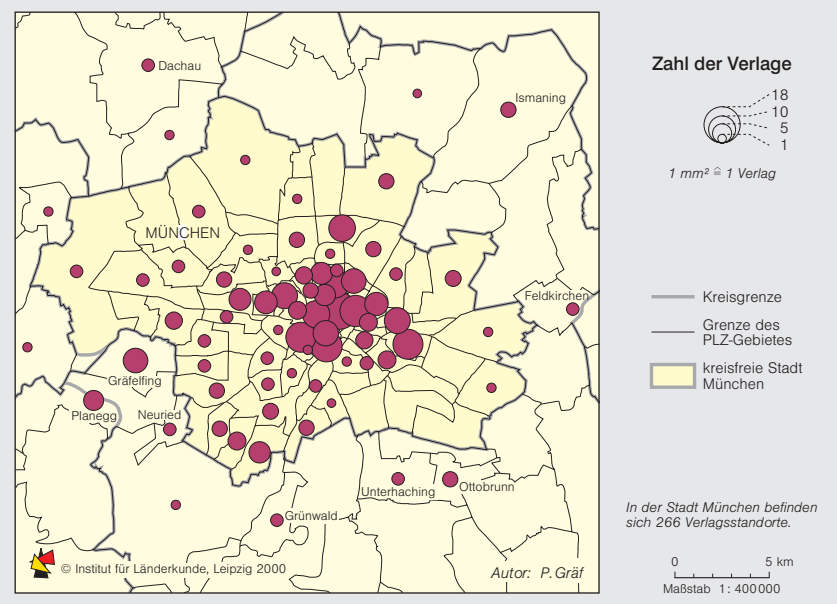 Dachau
Ismaning
MÜNCHEN
Feldkirchen
Gräfelfing
Planegg
Neuried
Unterhaching
Ottobrunn
Grünwald
© Institut für Länderkunde, Leipzig 2000
Autor: P. Gräf
Zahl der Verlage
18
10
5
1
1 mm² ≙ 1 Verlag
Kreisgrenze
Grenze des
PLZ-Gebietes
kreisfreie Stadt
München
In der Stadt München befinden
sich 266 Verlagsstandorte.
0 5 km
Maßstab 1: 400000